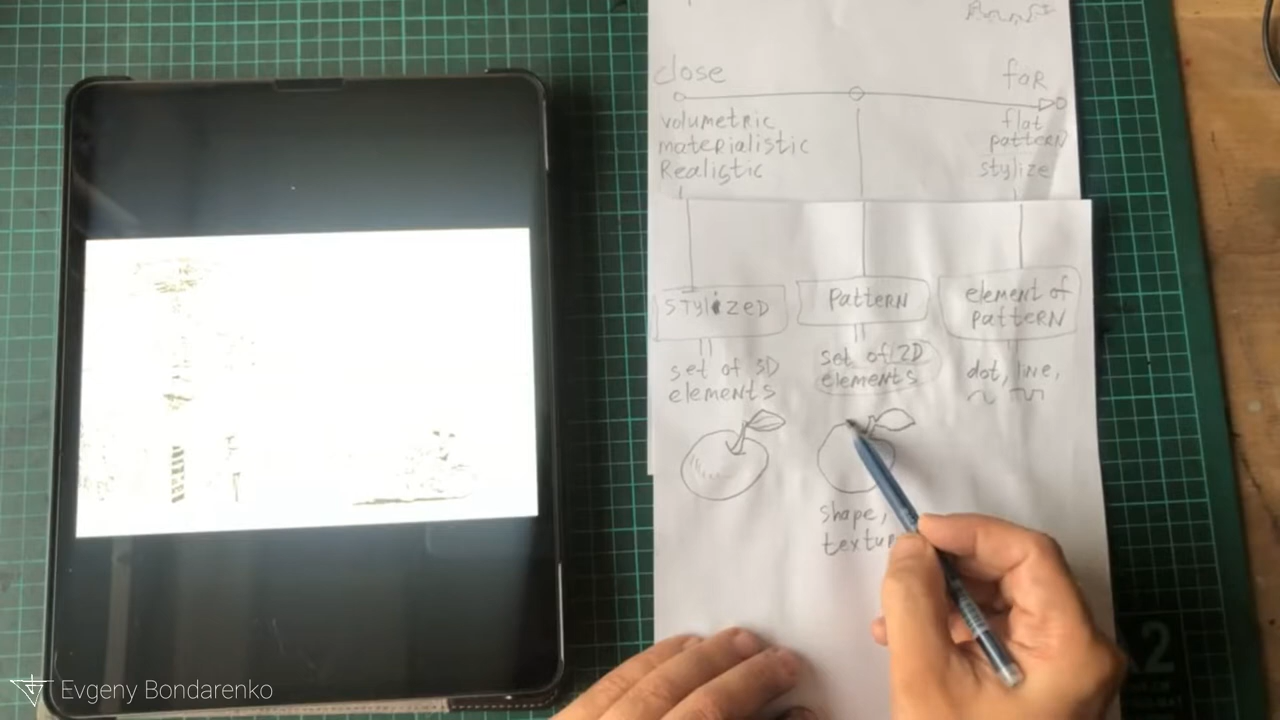 close
far
volumetric
materialistic
Realistic
flat
pattern
stylize
STYLiZED
PATTERN
element of
PATTERN
set of 3D
elements
set of 2D
elements
dot, line,
shape,
A2
Evgeny Bondarenko